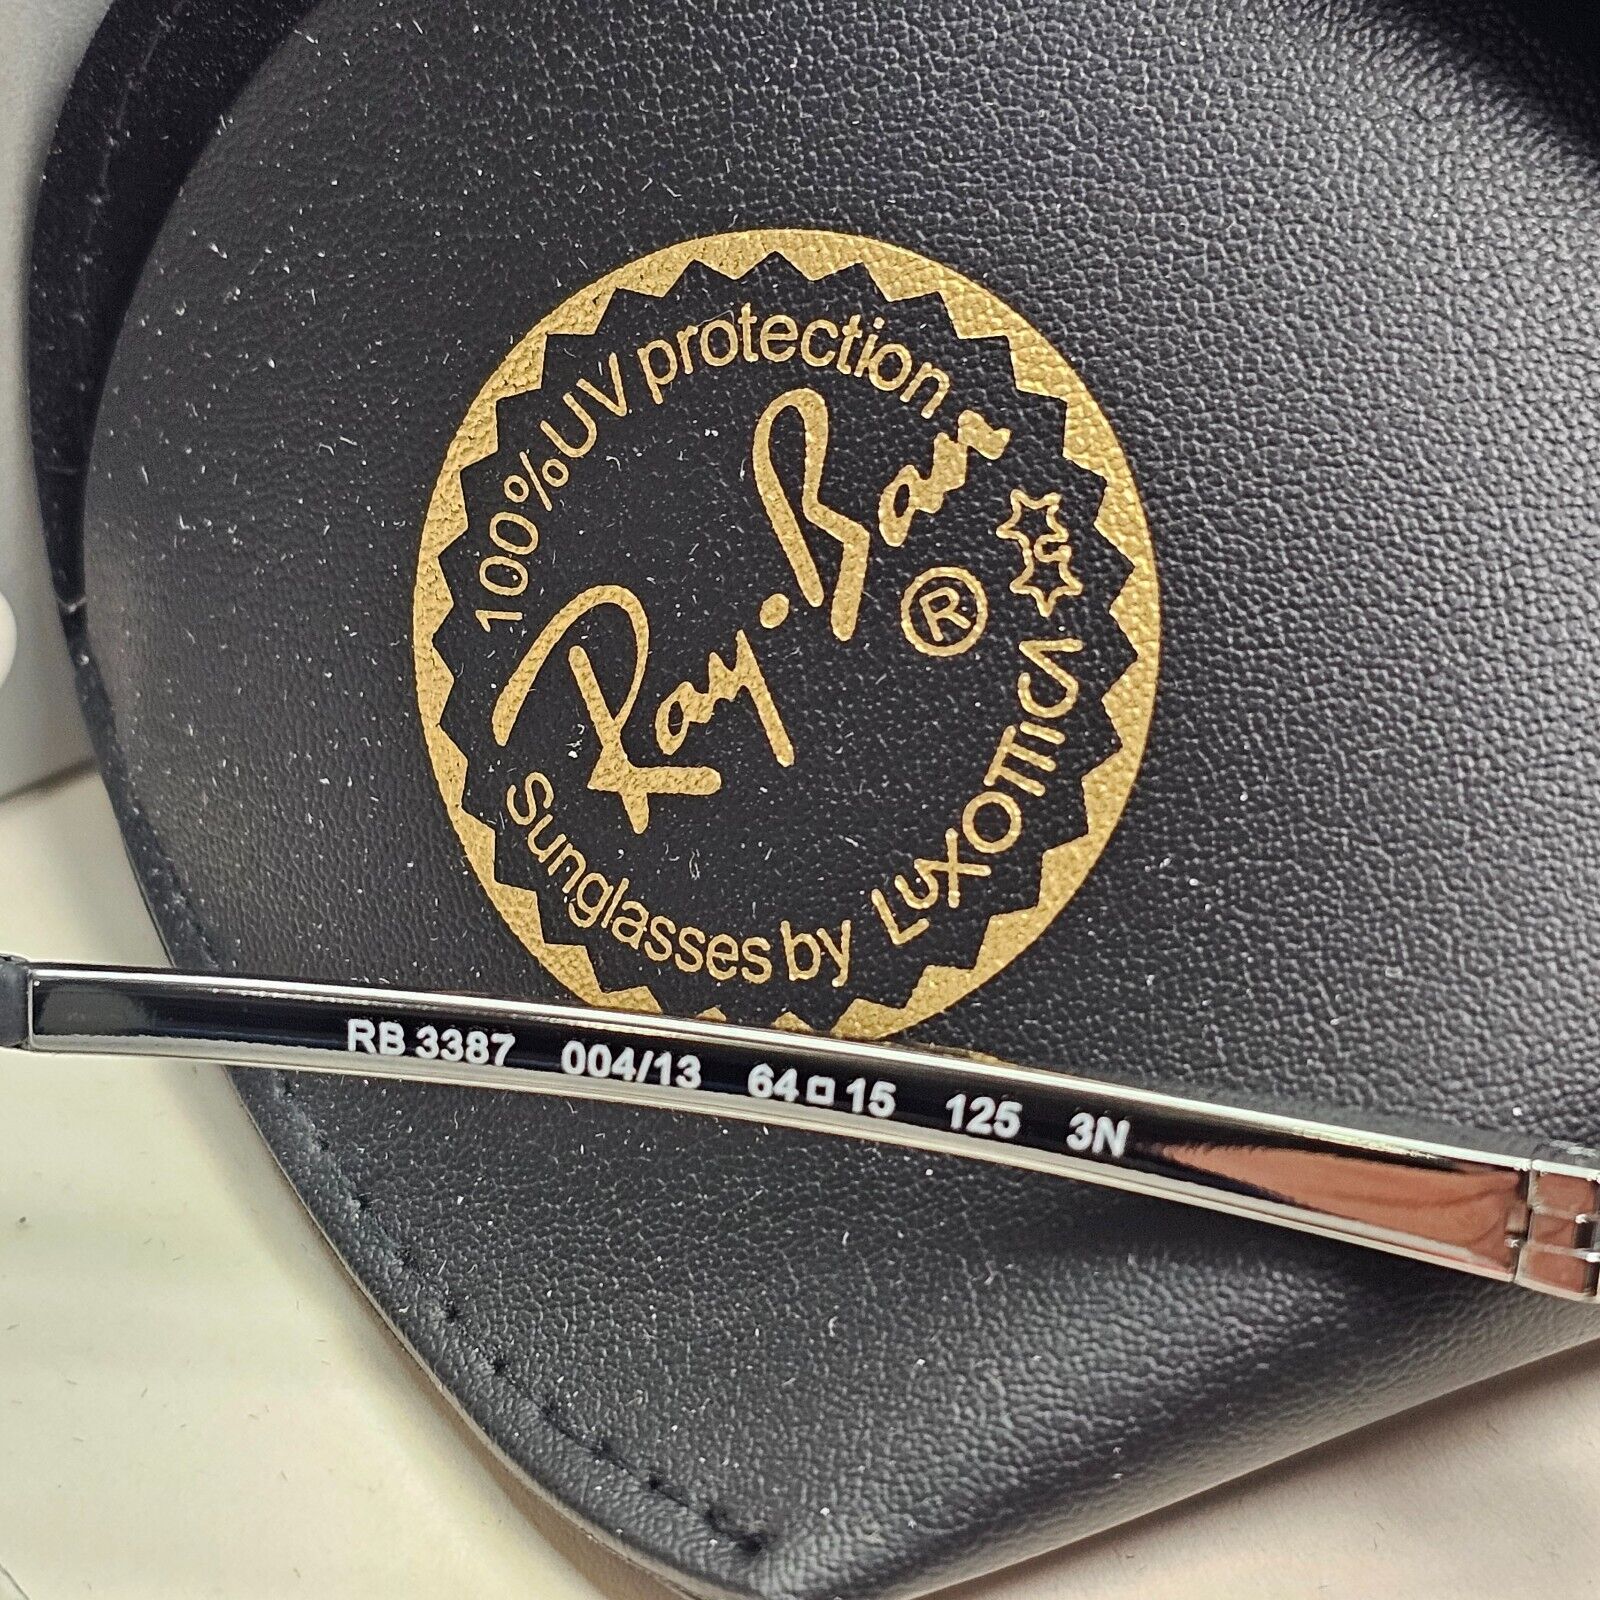 100% UV protection
Ray-Ban
®
Sunglasses by LUXOTTICA
RB 3387 004/13 64□15 125 3N